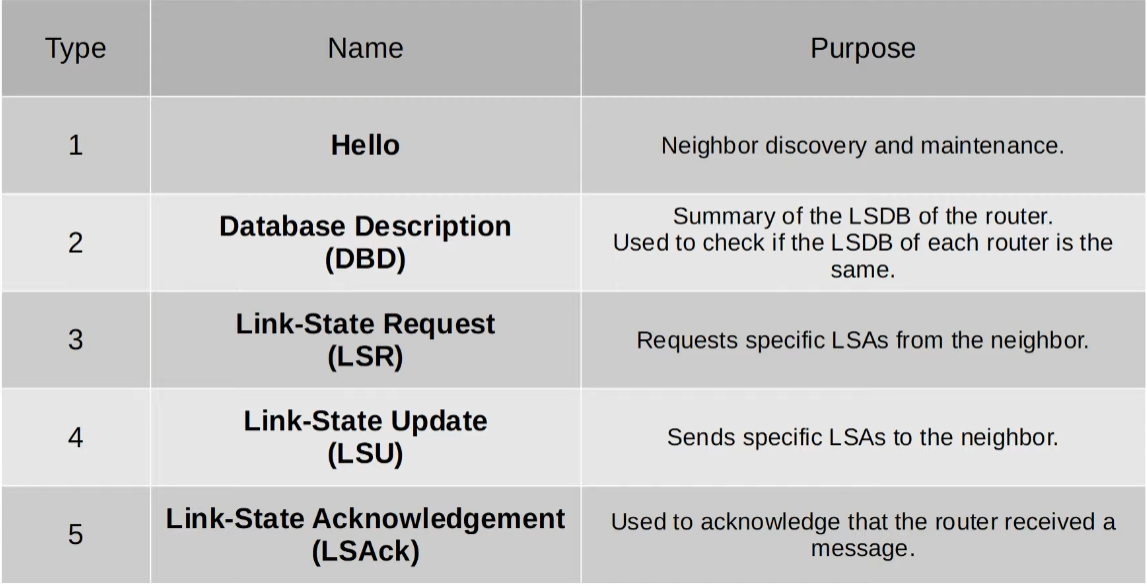 Type
Name
Purpose
1
Hello
Neighbor discovery and maintenance.
2
Database Description
(DBD)
Summary of the LSDB of the router.
Used to check if the LSDB of each router is the
same.
3
Link-State Request
(LSR)
Requests specific LSAs from the neighbor.
4
Link-State Update
(LSU)
Sends specific LSAs to the neighbor.
5
Link-State Acknowledgement
(LSAck)
Used to acknowledge that the router received a
message.